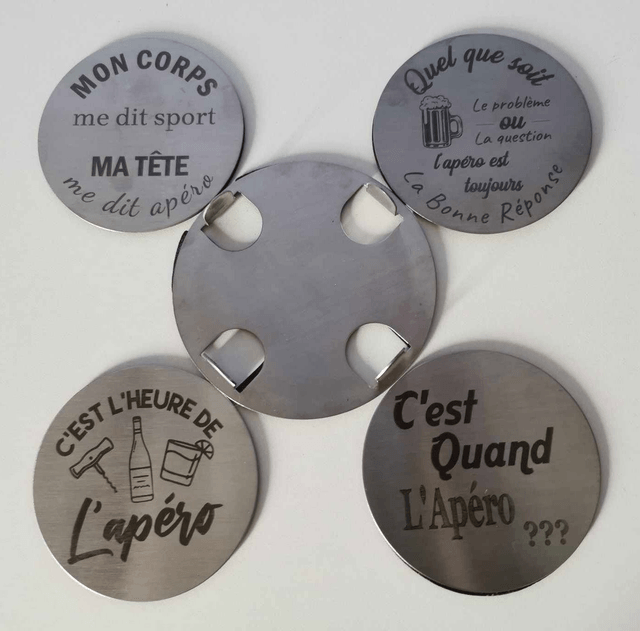 MON CORPS
me dit sport
MA TÊTE
me dit apéro
Quel que soit
Le problème
ou
La question
l'apéro est
toujours
La Bonne Réponse
C'EST L'HEURE DE
L'apéro
C'est
Quand
L'Apéro
???